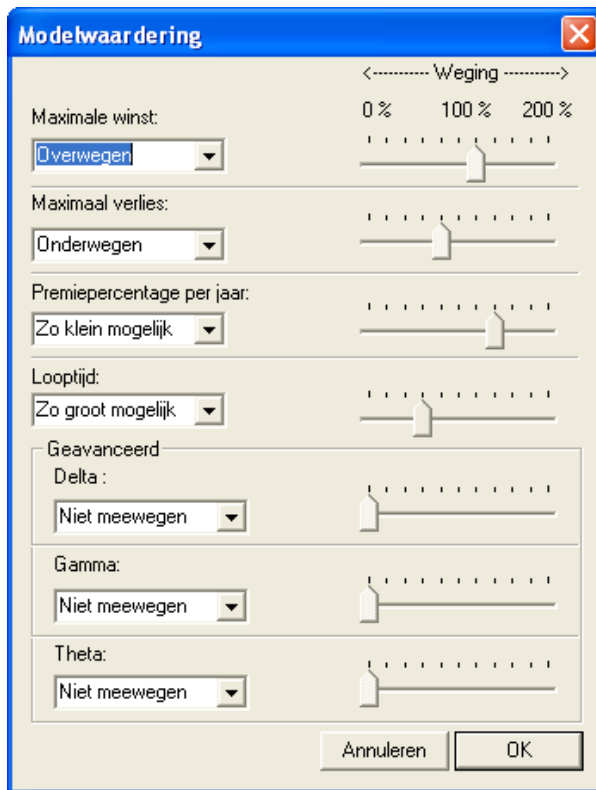 Modelwaardering
<---------- Weging ---------->
0 % 100 % 200 %
Maximale winst:
Overwegen
Maximaal verlies:
Onderwegen
Premiepercentage per jaar:
Zo klein mogelijk
Looptijd:
Zo groot mogelijk
Geavanceerd
Delta :
Niet meewegen
Gamma:
Niet meewegen
Theta:
Niet meewegen
Annuleren OK